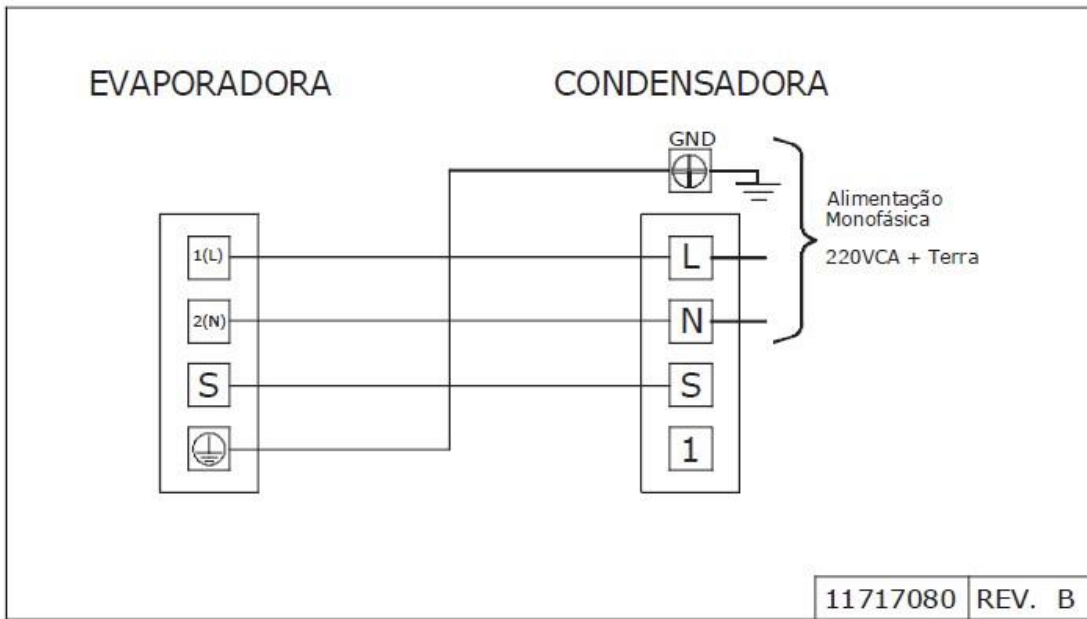 EVAPORADORA
CONDENSADORA
GND
Alimentação
Monofásica
220VCA + Terra
1(L)
L
2(N)
N
S
S
1
11717080
REV. B